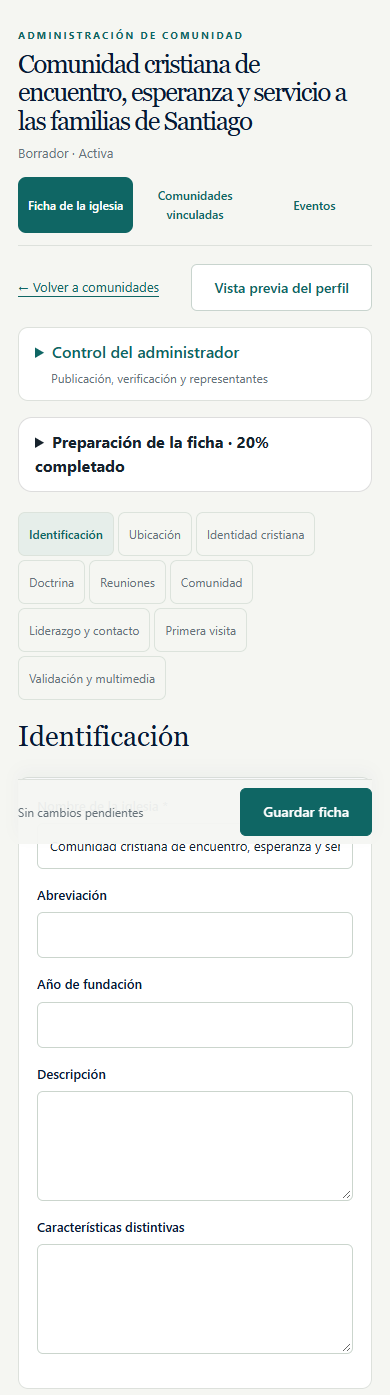 ADMINISTRACIÓN DE COMUNIDAD
Comunidad cristiana de
encuentro, esperanza y servicio a
las familias de Santiago
Borrador · Activa
Ficha de la iglesia
Comunidades
vinculadas
Eventos
← Volver a comunidades
Vista previa del perfil
▶ Control del administrador
Publicación, verificación y representantes
▶ Preparación de la ficha · 20%
completado
Identificación
Ubicación
Identidad cristiana
Doctrina
Reuniones
Comunidad
Liderazgo y contacto
Primera visita
Validación y multimedia
Identificación
Sin cambios pendientes
Guardar ficha
Comunidad cristiana de encuentro, esperanza y ser
Abreviación
Año de fundación
Descripción
Características distintivas